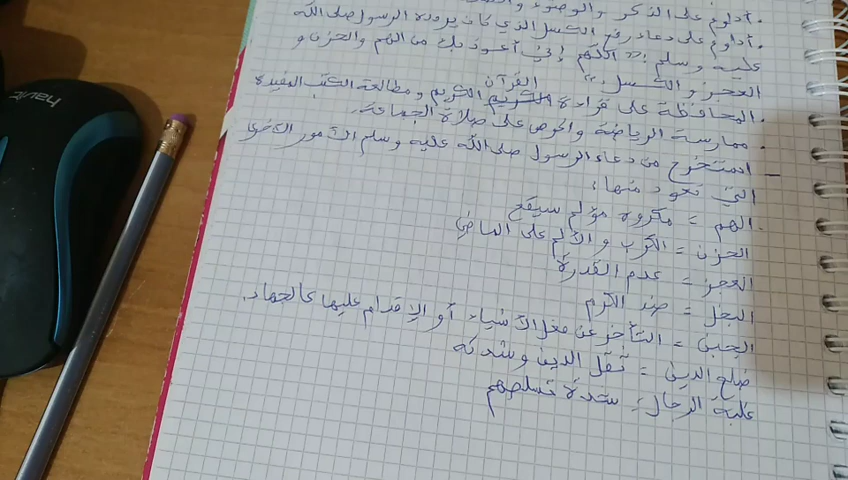 . أداوم على الذكر والوضوء و
. أداوم على دعاء رفع الكسل الذي كان يردده الرسول صلى الله
عليه وسلم: "اللهم إني أعوذ بك من الهم والحزن و
العجز والكسل."
. المحافظة على قراءة القرآن الكريم ومطالعة الكتب المفيدة
. ممارسة الرياضة والحرص على صلاة الجماعة.
– استخرج من دعاء الرسول صلى الله عليه وسلم الأمور الأخرى
التي تعوذ منها:
. الهم = مكروه مؤلم سيقع
الحزن = الكرب والألم على الماضي
العجز = عدم القدرة
البخل = ضد الكرم
الجبن = التأخر عن فعل الأشياء أو الإقدام عليها كالجهاد.
ضلع الدين = ثقل الدين وشدته
غلبة الرجال = شدة تسلطهم
havit